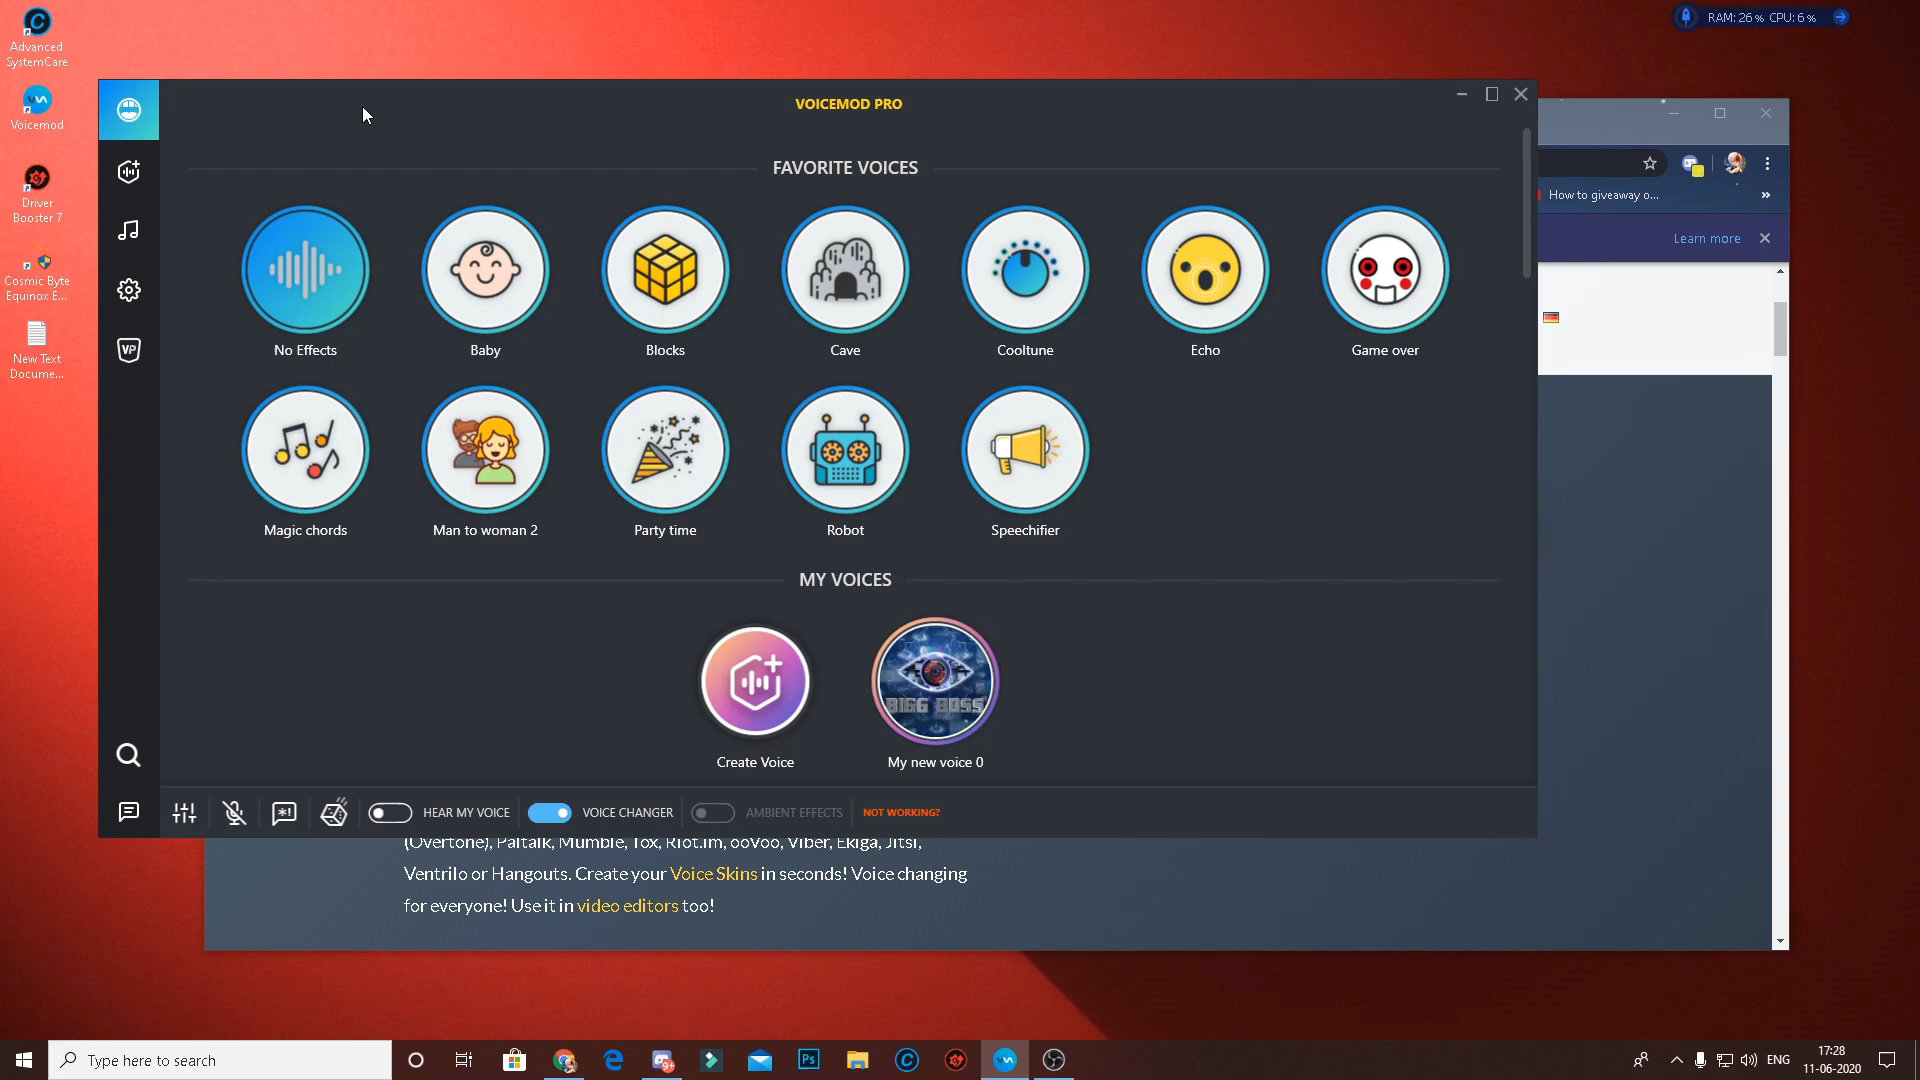 RAM: 26 % CPU: 6 %
Advanced
SystemCare
Voicemod
Driver
Booster 7
Cosmic Byte
Equinox E...
New Text
Docume...
VOICEMOD PRO
FAVORITE VOICES
No Effects
Baby
Blocks
Cave
Cooltune
Echo
Game over
Magic chords
Man to woman 2
Party time
Robot
Speechifier
MY VOICES
BIGG BOSS
Create Voice
My new voice 0
HEAR MY VOICE
VOICE CHANGER
AMBIENT EFFECTS
NOT WORKING?
VP
How to giveaway o...
Learn more
(Overtone), Paltalk, Mumble, Tox, Riot.im, ooVoo, Viber, Ekiga, Jitsi,
Ventrilo or Hangouts. Create your Voice Skins in seconds! Voice changing
for everyone! Use it in video editors too!
Type here to search
9+
Ps
ENG
17:28
11-06-2020